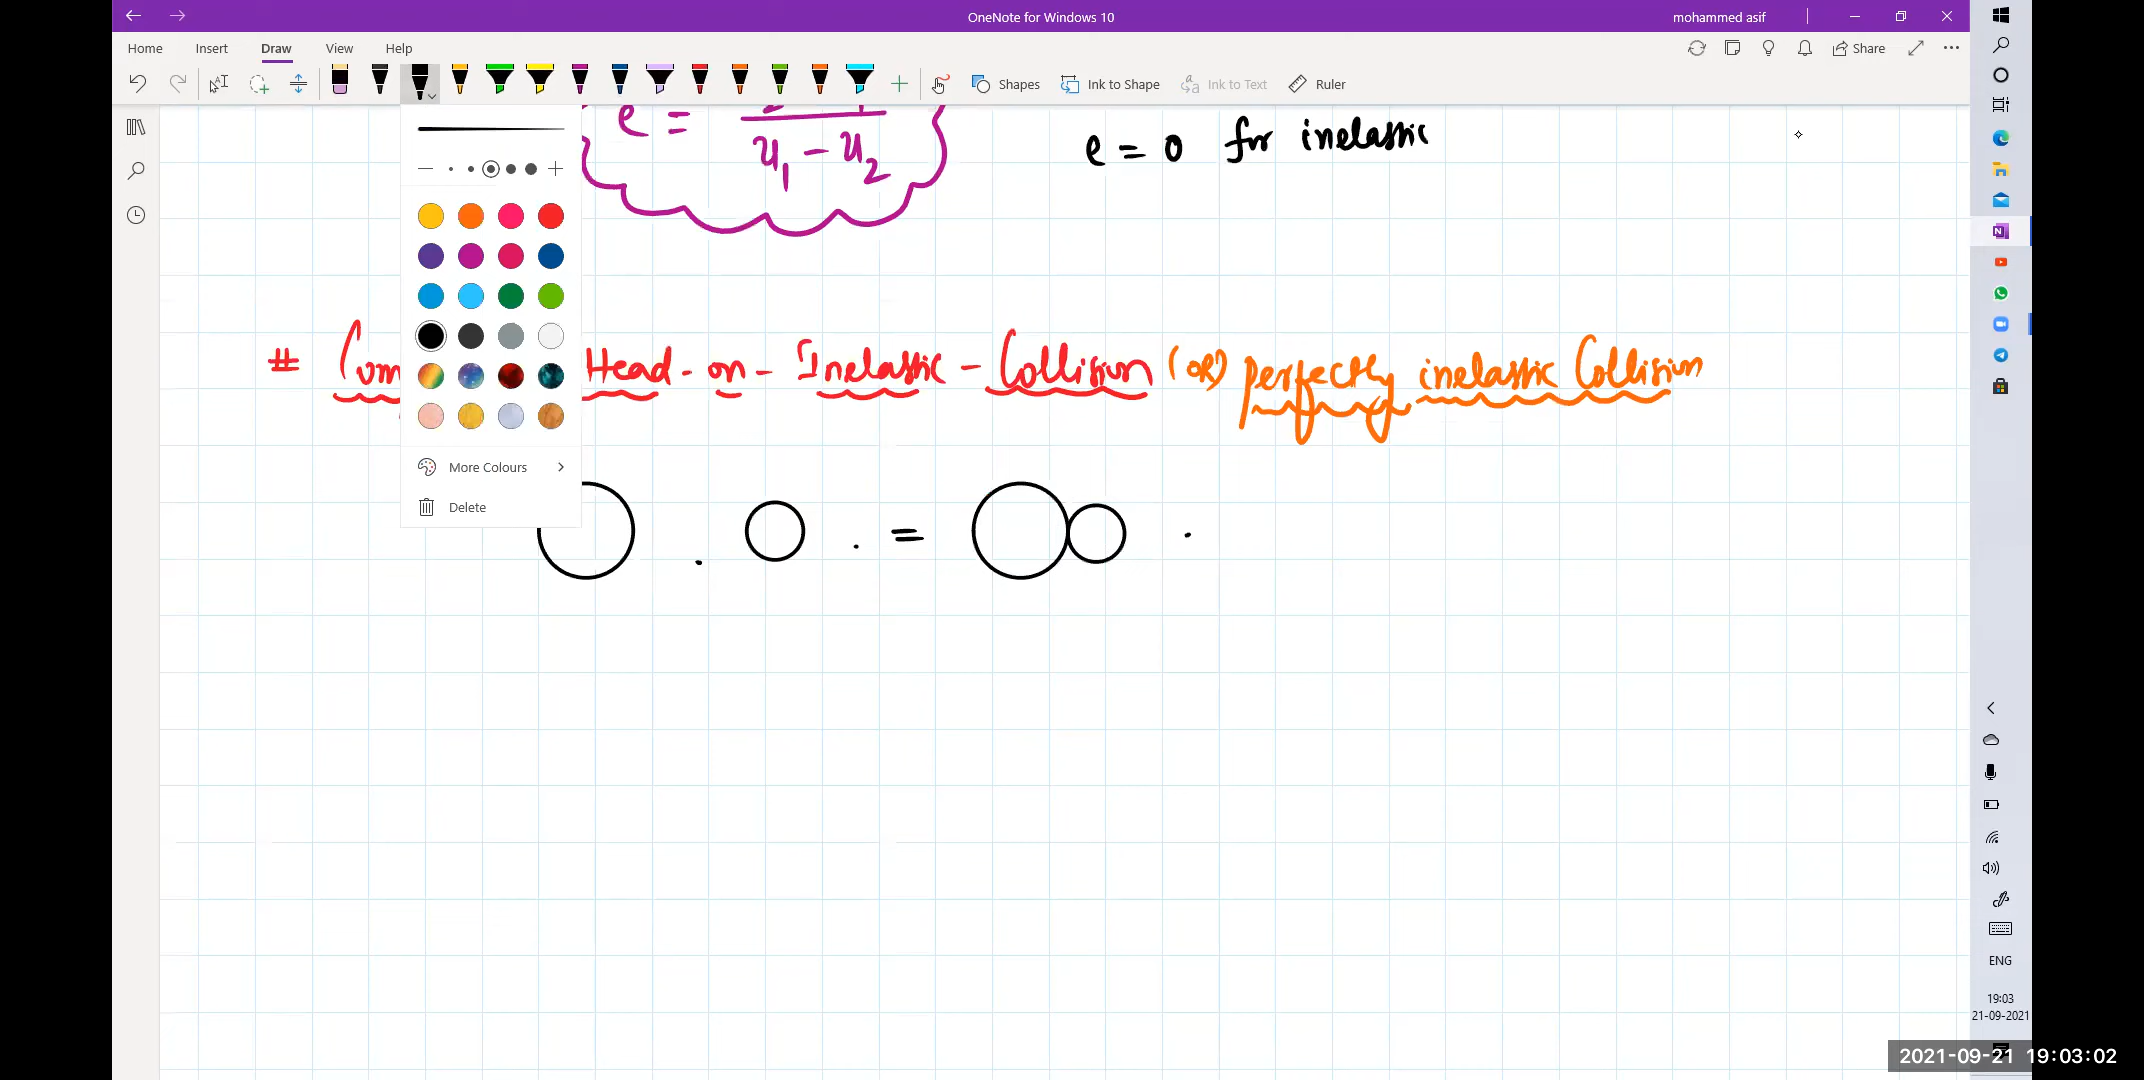 OneNote for Windows 10
mohammed asif
Home Insert Draw View Help
Share
Shapes Ink to Shape Ink to Text Ruler
e =
u1 - u2
e = 0 for inelastic
# Head-on-Inelastic-Collision (OR) perfectly inelastic Collision
More Colours
Delete
=
ENG
19:03
21-09-2021
2021-09-21 19:03:02